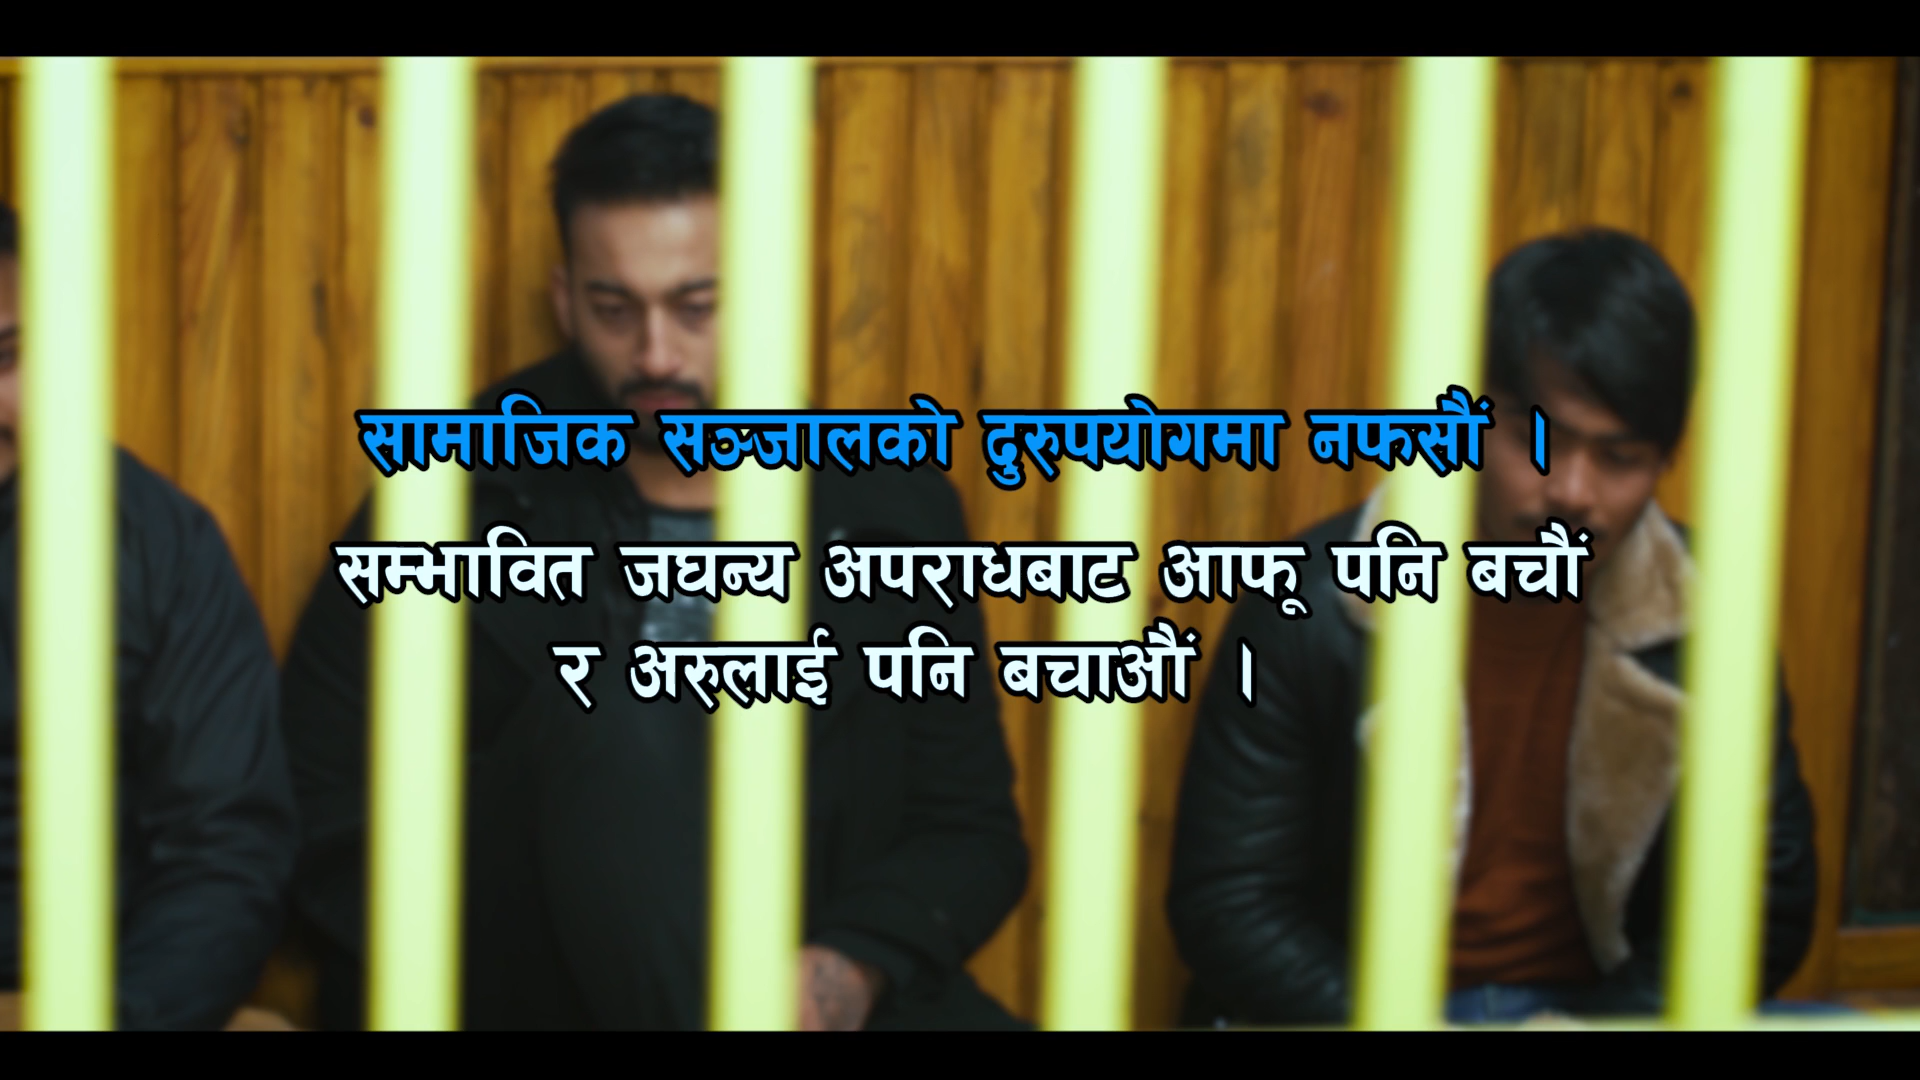 सामाजिक सञ्जालको दुरुपयोगमा नफसौं ।
सम्भावित जघन्य अपराधबाट आफू पनि बचौं
र अरुलाई पनि बचाऔं ।